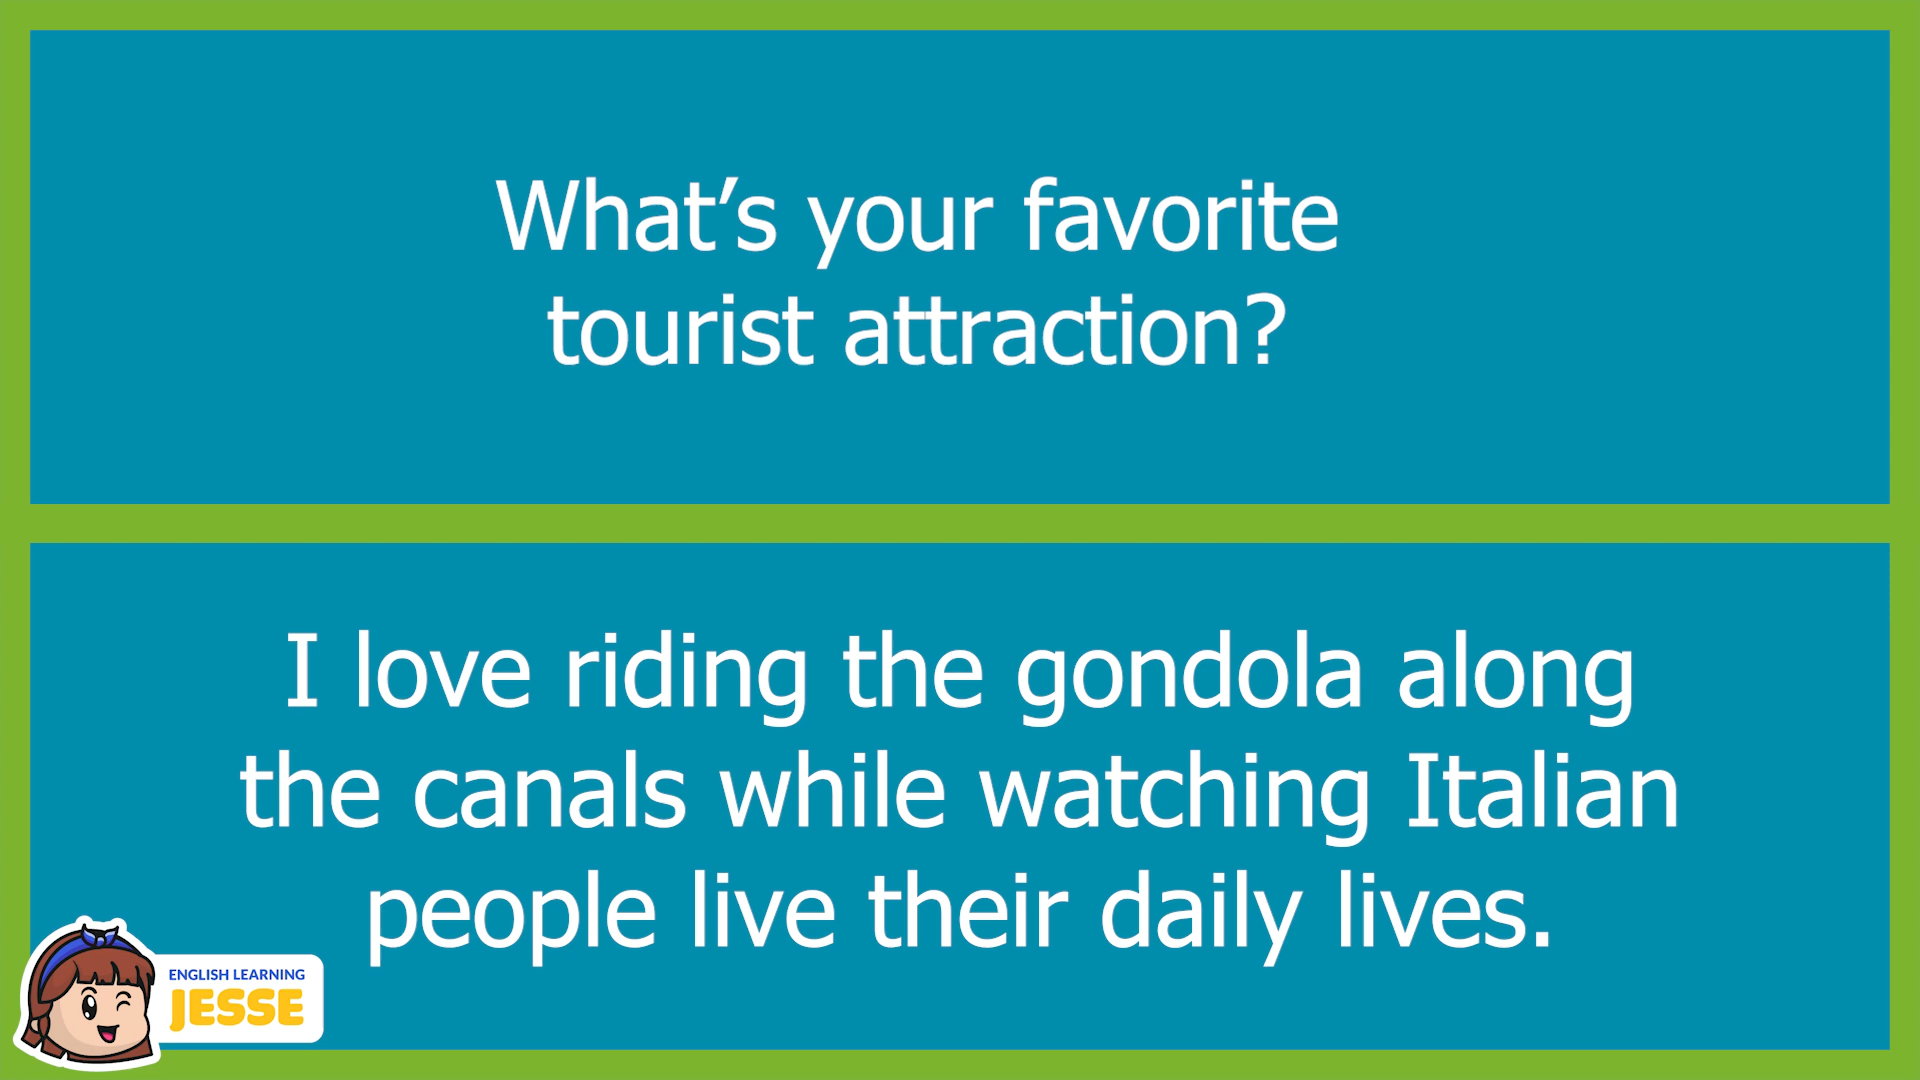 What’s your favorite
tourist attraction?
I love riding the gondola along
the canals while watching Italian
people live their daily lives.
ENGLISH LEARNING
JESSE